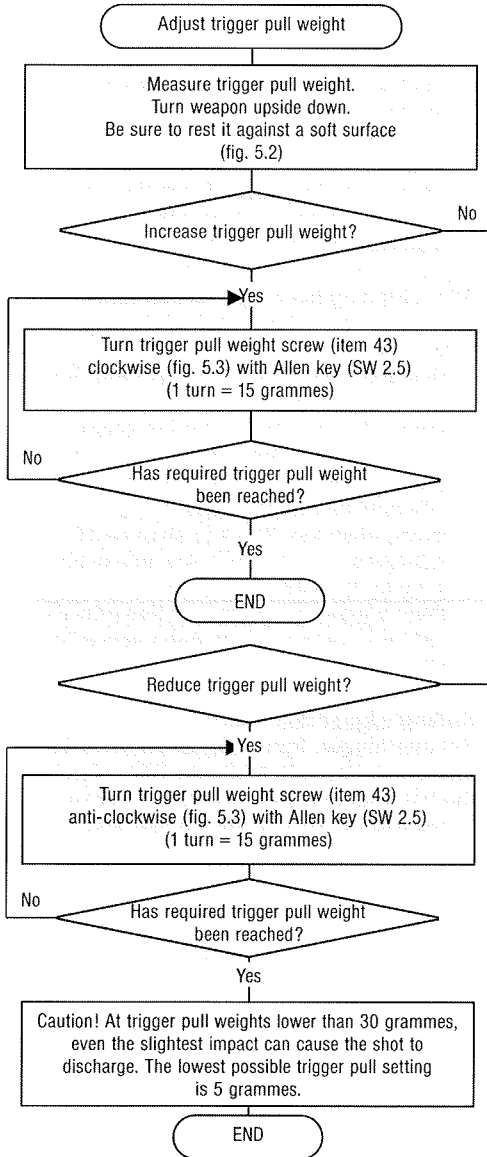 Adjust trigger pull weight
Measure trigger pull weight.
Turn weapon upside down.
Be sure to rest it against a soft surface
(fig. 5.2)
No
Increase trigger pull weight?
Yes
Turn trigger pull weight screw (item 43)
clockwise (fig. 5.3) with Allen key (SW 2.5)
(1 turn = 15 grammes)
No
Has required trigger pull weight
been reached?
Yes
END
Reduce trigger pull weight?
Yes
Turn trigger pull weight screw (item 43)
anti-clockwise (fig. 5.3) with Allen key (SW 2.5)
(1 turn = 15 grammes)
No
Has required trigger pull weight
been reached?
Yes
Caution! At trigger pull weights lower than 30 grammes,
even the slightest impact can cause the shot to
discharge. The lowest possible trigger pull setting
is 5 grammes.
END